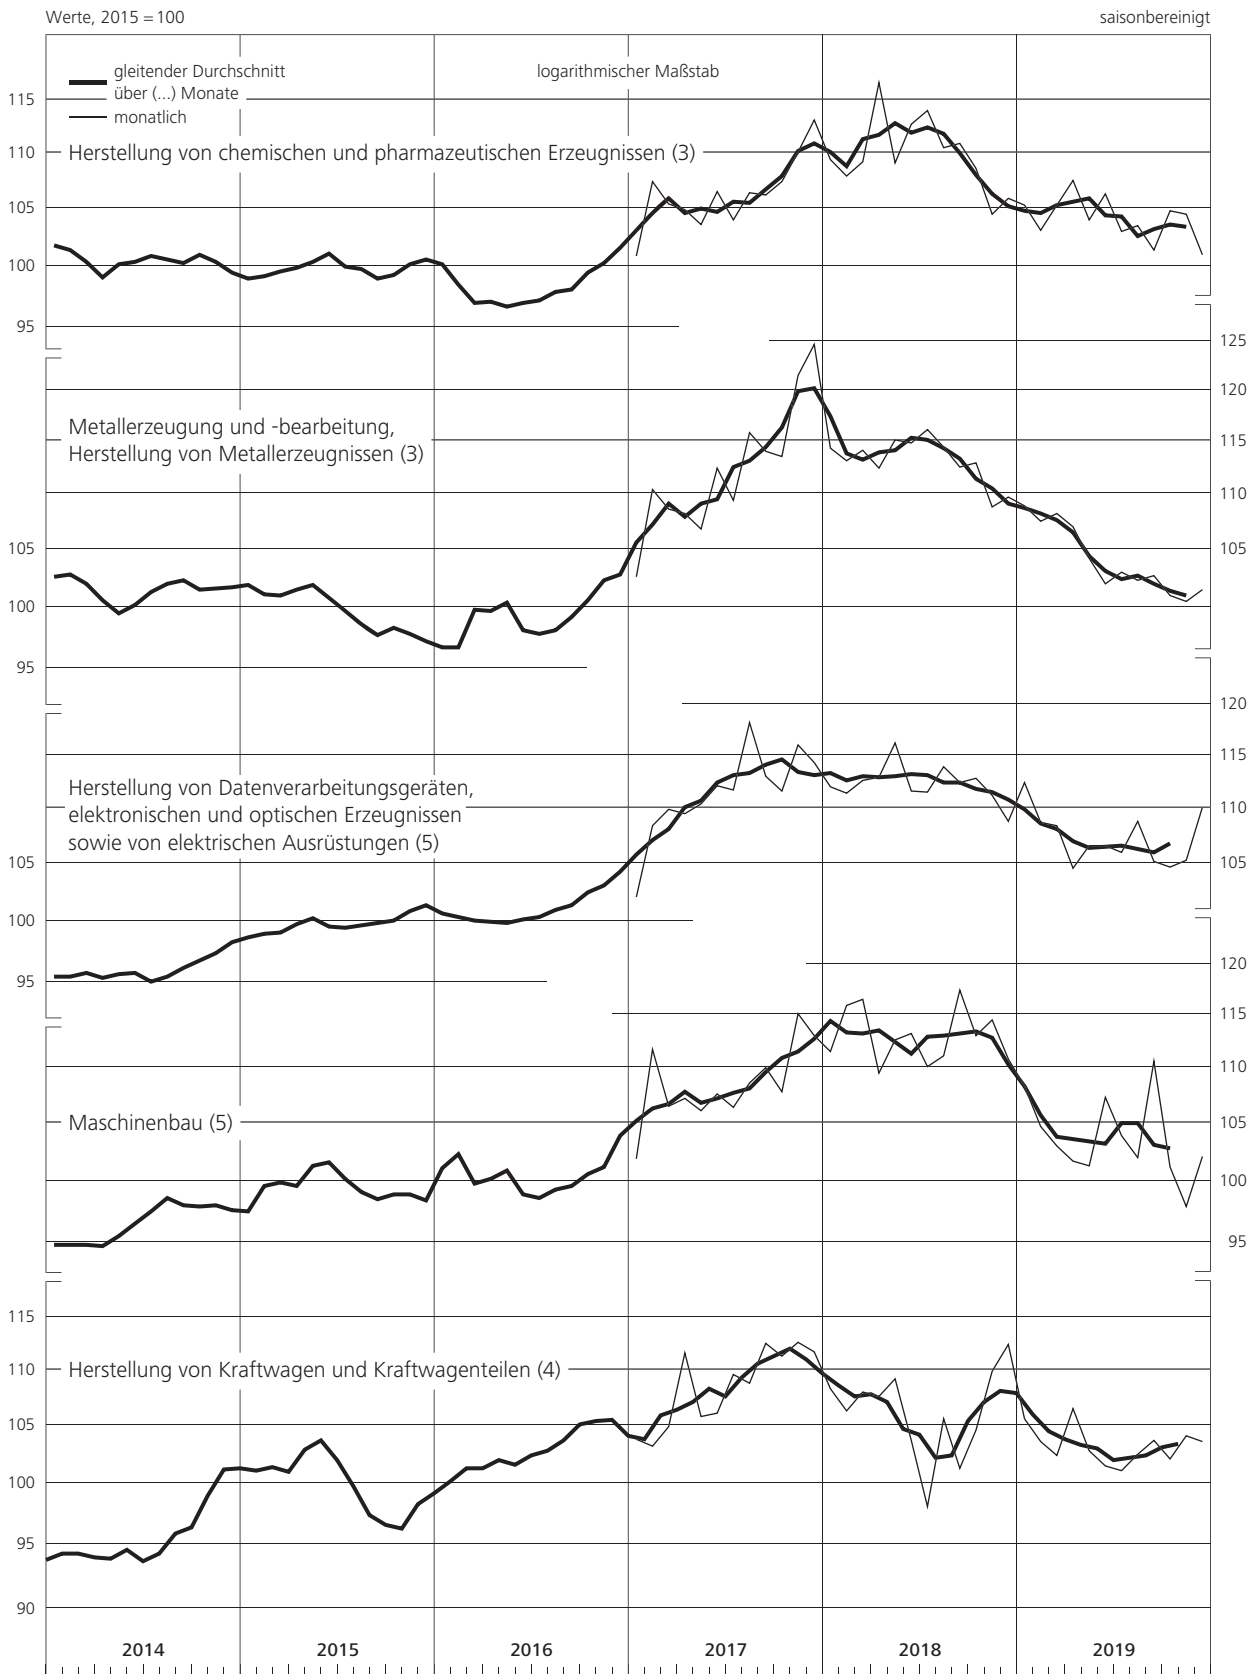 Werte, 2015 = 100
saisonbereinigt
gleitender Durchschnitt
über (...) Monate
monatlich
logarithmischer Maßstab
115
110
Herstellung von chemischen und pharmazeutischen Erzeugnissen (3)
105
100
95
125
120
Metallerzeugung und -bearbeitung,
Herstellung von Metallerzeugnissen (3)
115
110
105
105
100
95
120
115
Herstellung von Datenverarbeitungsgeräten,
elektronischen und optischen Erzeugnissen
sowie von elektrischen Ausrüstungen (5)
110
105
105
100
95
120
115
110
Maschinenbau (5)
105
100
95
115
110
Herstellung von Kraftwagen und Kraftwagenteilen (4)
105
100
95
90
2014 2015 2016 2017 2018 2019